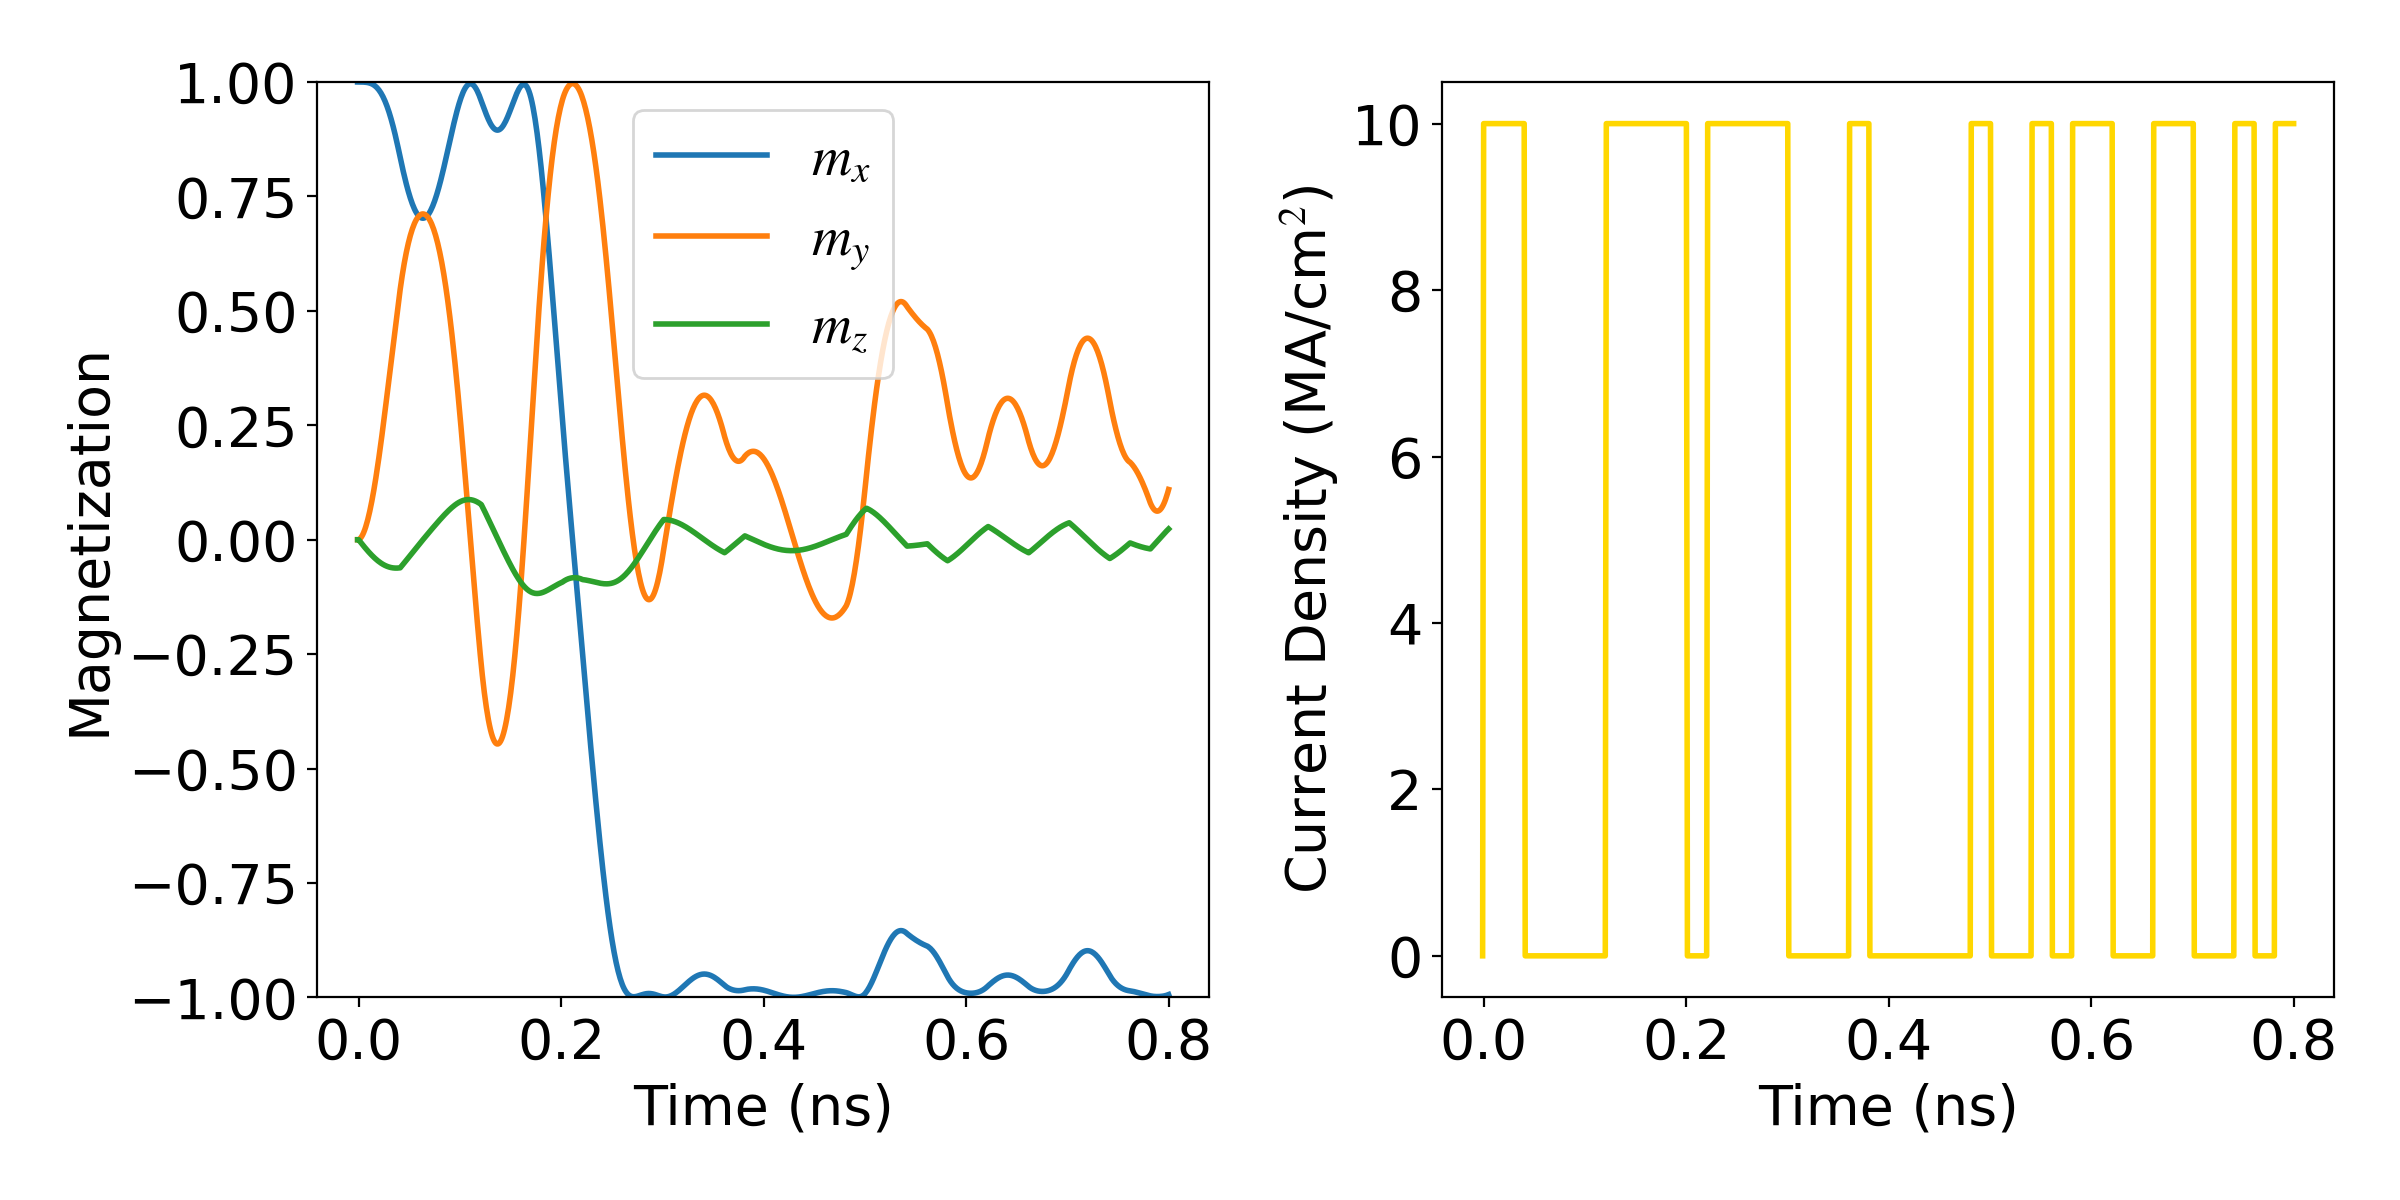 1.00
0.75
0.50
0.25
0.00
−0.25
−0.50
−0.75
−1.00
Magnetization
0.0 0.2 0.4 0.6 0.8
Time (ns)
m_x
m_y
m_z
10
8
6
4
2
0
Current Density (MA/cm²)
0.0 0.2 0.4 0.6 0.8
Time (ns)